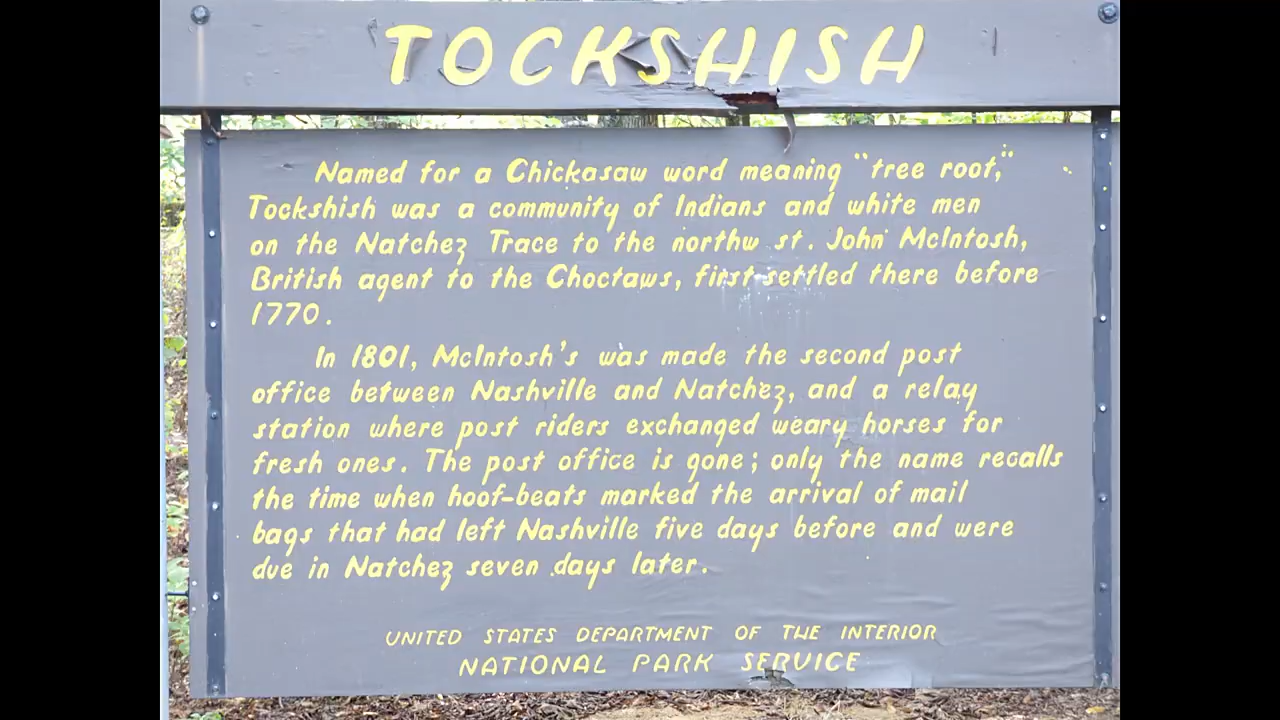 TOCKSHISH
Named for a Chickasaw word meaning "tree root,"
Tockshish was a community of Indians and white men
on the Natchez Trace to the northw st. John McIntosh,
British agent to the Choctaws, first settled there before
1770.
In 1801, McIntosh's was made the second post
office between Nashville and Natchez, and a relay
station where post riders exchanged weary horses for
fresh ones. The post office is gone; only the name recalls
the time when hoof-beats marked the arrival of mail
bags that had left Nashville five days before and were
due in Natchez seven days later.
UNITED STATES DEPARTMENT OF THE INTERIOR
NATIONAL PARK SERVICE